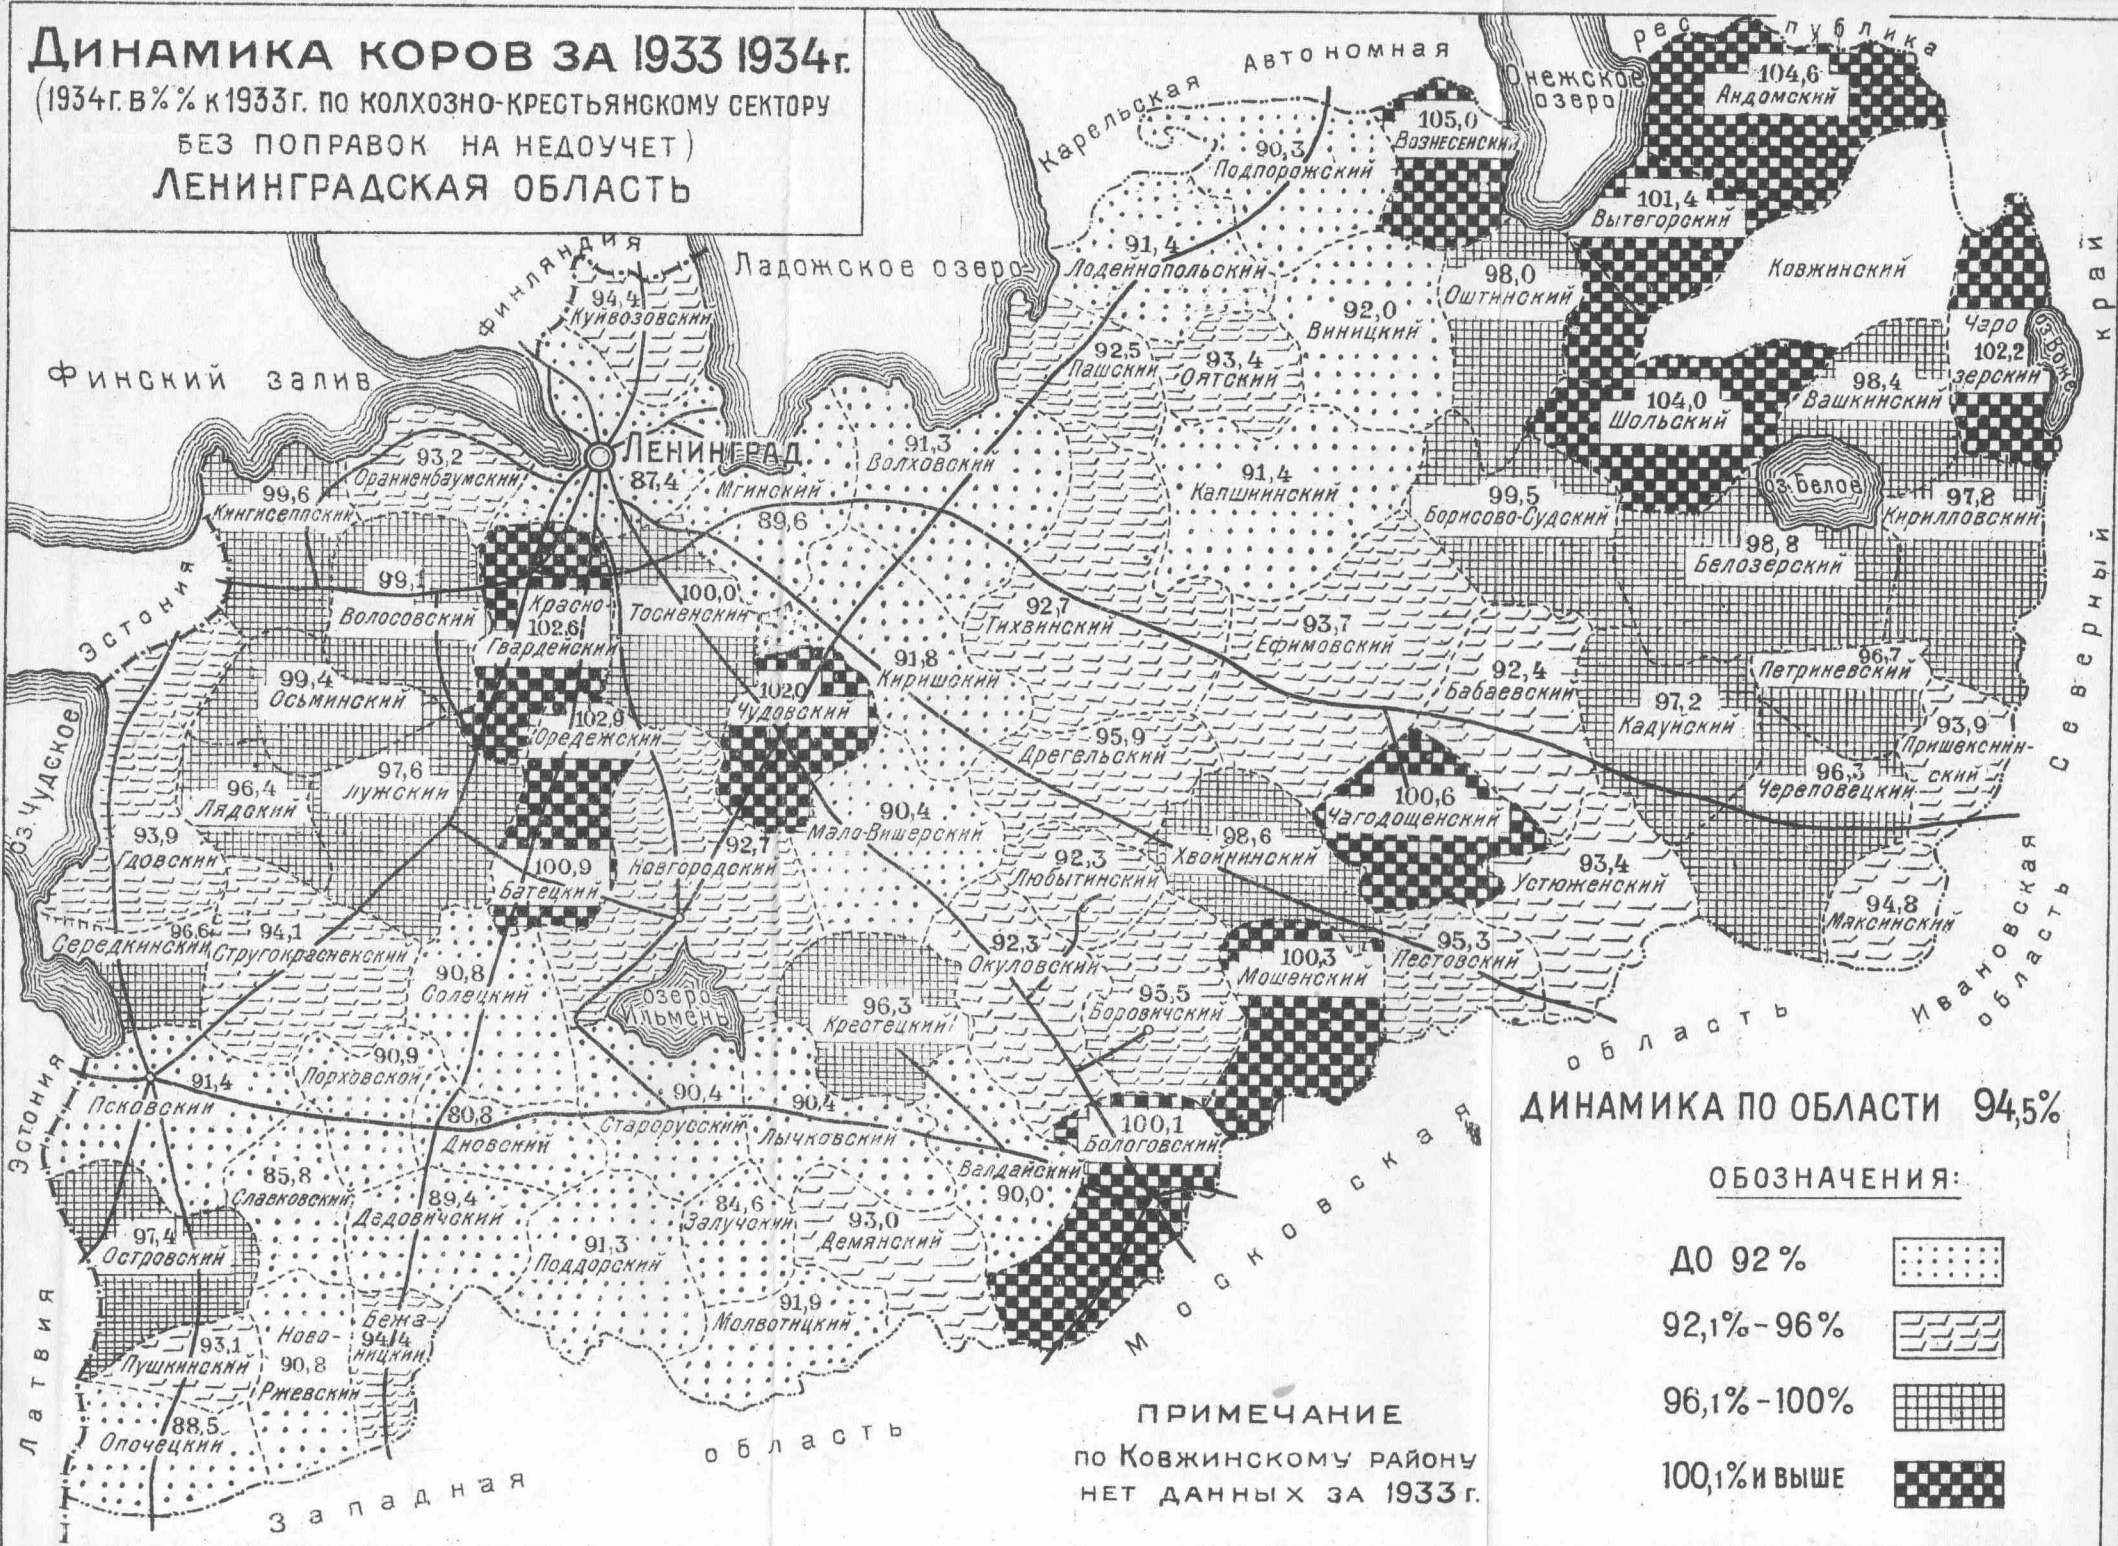 ДИНАМИКА КОРОВ ЗА 1933 1934г.
(1934г. В %% К 1933г. ПО КОЛХОЗНО-КРЕСТЬЯНСКОМУ СЕКТОРУ
БЕЗ ПОПРАВОК НА НЕДОУЧЕТ)
ЛЕНИНГРАДСКАЯ ОБЛАСТЬ
Карельская Автономная
республика
Онежское
озеро
104,6
Андомский
105,0
Вознесенский
90,3
Подпорожский
101,4
Вытегорский
Финляндия
Ладожское озеро
91,4
Лодейнопольский
98,0
Оштинский
Ковжинский
94,4
Куйвозовский
92,0
Виницкий
Чаро
102,2
зерский
оз. Воже
край
Финский залив
92,5
Пашский
93,4
Оятский
98,4
Вашкинский
104,0
Шольский
ЛЕНИНГРАД
87,4
93,2
Ораниенбаумский
91,3
Волховский
Мгинский
89,6
91,4
Капшинский
99,6
Кингисеппский
99,5
Борисово-Судский
оз. Белое
97,8
Кирилловский
98,8
Белозерский
Северный
Эстония
99,1
Волосовский
Красно-
102,6
Гвардейский
100,0
Тосненский
92,7
Тихвинский
93,7
Ефимовский
92,4
Бабаевский
96,7
Петриневский
99,4
Осьминский
102,0
Чудовский
91,8
Киришский
97,2
Кадуйский
93,9
Пришекснин-
ский
102,9
Оредежский
95,9
Дрегельский
оз. Чудское
96,4
Лядский
97,6
Лужский
96,3
Череповецкий
100,6
Чагодощенский
90,4
Мало-Вишерский
93,9
Гдовский
92,7
Новгородский
98,6
Хвойнинский
100,9
Батецкий
92,3
Любытинский
93,4
Устюженский
94,8
Максинский
Ивановская
область
96,6
Середкинский
94,1
Стругокрасненский
92,3
Окуловский
100,3
Мошенский
95,3
Пестовский
90,8
Солецкий
озеро
Ильмень
96,3
Крестецкий
95,5
Боровичский
Эстония
91,4
Псковский
90,9
Порховской
90,4
Старорусский
90,4
Лычковский
80,8
Дновский
100,1
Бологовский
Московская область
ДИНАМИКА ПО ОБЛАСТИ 94,5%
85,8
Славковский
89,4
Дадовичский
84,6
Залучский
93,0
Демянский
Валдайский
90,0
97,4
Островский
91,3
Поддорский
91,9
Молвотицкий
Латвия
93,1
Пушкинский
Ново-
90,8
Ржевский
Бежа-
94,4
ницкий
88,5
Опочецкий
Западная область
ОБОЗНАЧЕНИЯ:
ДО 92%
92,1%-96%
96,1%-100%
100,1% И ВЫШЕ
ПРИМЕЧАНИЕ
ПО КОВЖИНСКОМУ РАЙОНУ
НЕТ ДАННЫХ ЗА 1933г.